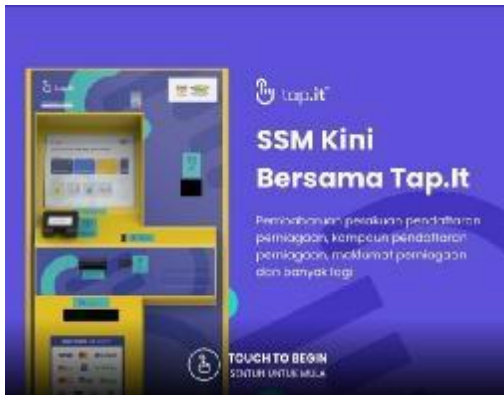 tap.it
SSM Kini
Bersama Tap.It
Pembaharuan perakuan pendaftaran
perniagaan, kompaun pendaftaran
perniagaan, maklumat perniagaan
dan banyak lagi
TOUCH TO BEGIN
SENTUH UNTUK MULA